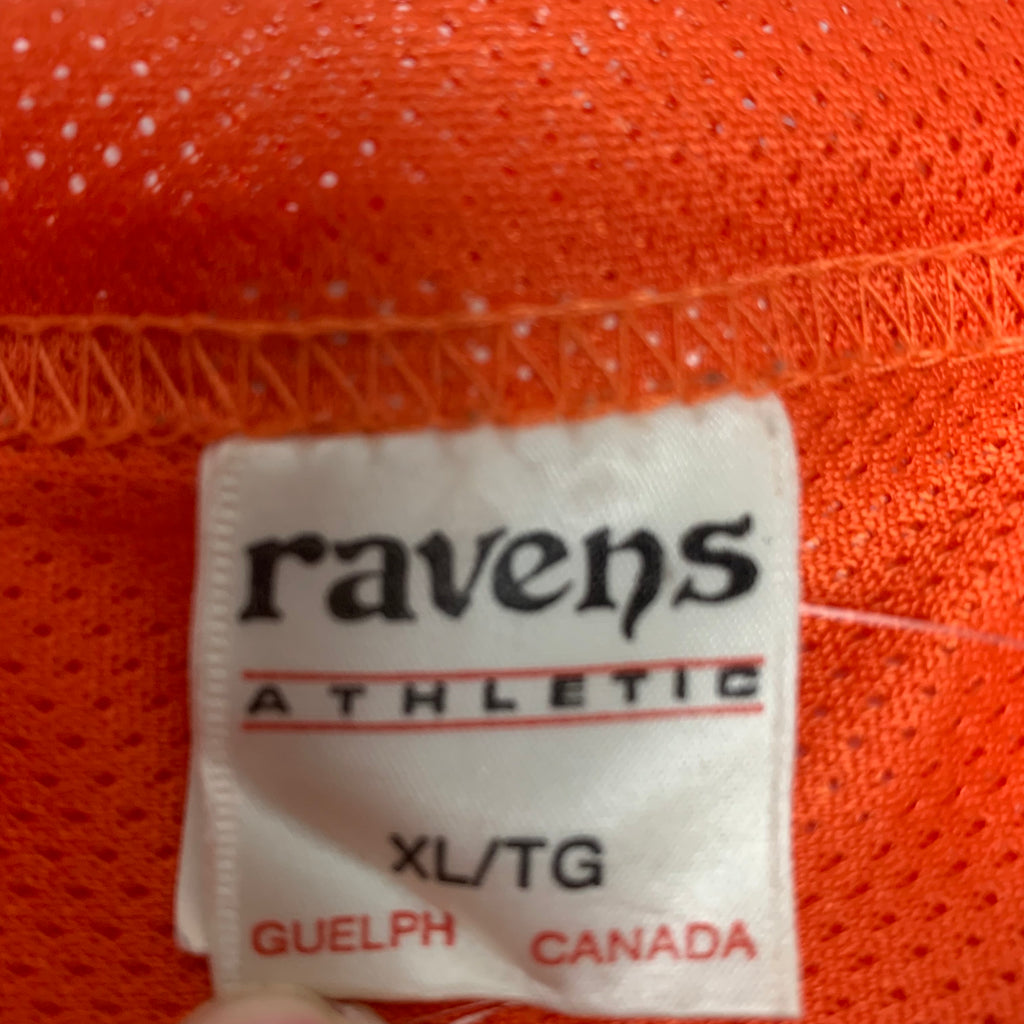 ravens
ATHLETIC
XL/TG
GUELPH CANADA